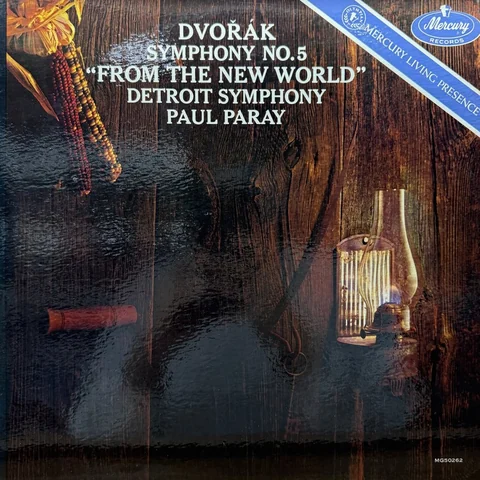 DVOŘÁK
SYMPHONY NO.5
"FROM THE NEW WORLD"
DETROIT SYMPHONY
PAUL PARAY
MERCURY LIVING PRESENCE
Mercury
RECORDS
MG50262